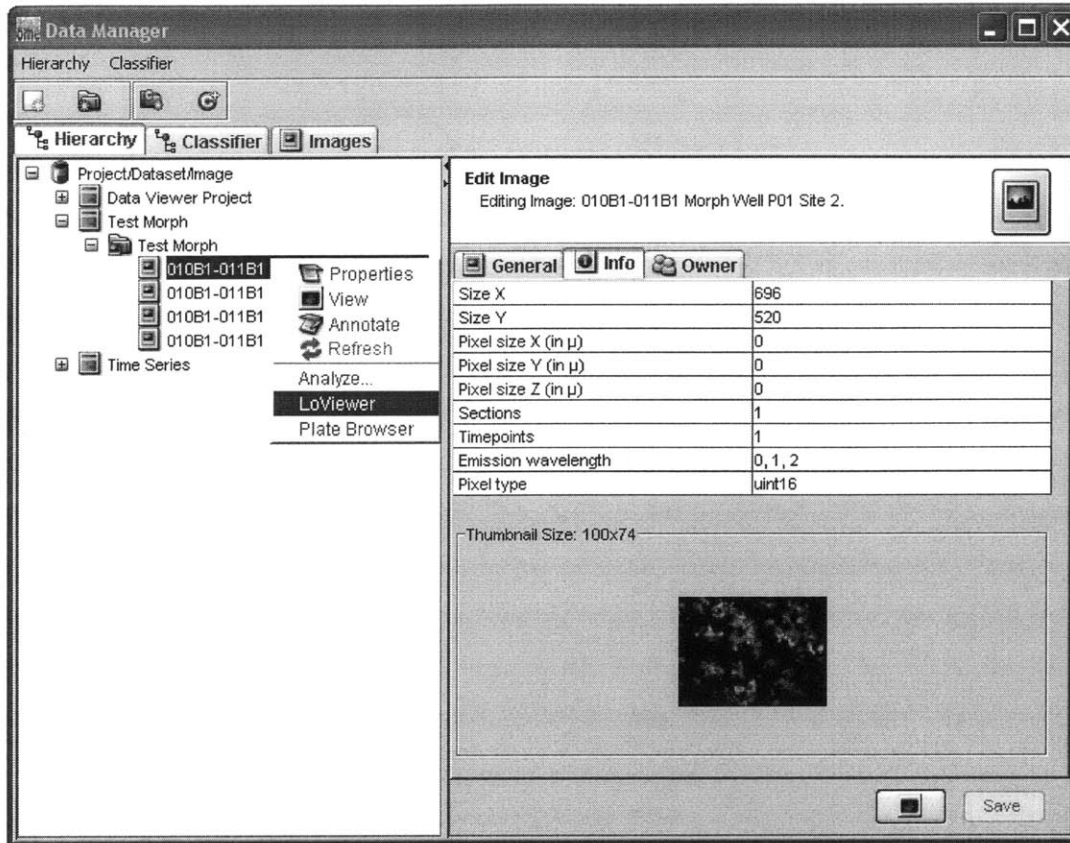 ome Data Manager
Hierarchy Classifier
Hierarchy Classifier Images
Project/Dataset/Image
Data Viewer Project
Test Morph
Test Morph
010B1-011B1
010B1-011B1
010B1-011B1
010B1-011B1
Time Series
Properties
View
Annotate
Refresh
Analyze...
LoViewer
Plate Browser
Edit Image
Editing Image: 010B1-011B1 Morph Well P01 Site 2.
General Info Owner
Size X 696
Size Y 520
Pixel size X (in µ) 0
Pixel size Y (in µ) 0
Pixel size Z (in µ) 0
Sections 1
Timepoints 1
Emission wavelength 0, 1, 2
Pixel type uint16
Thumbnail Size: 100x74
Save